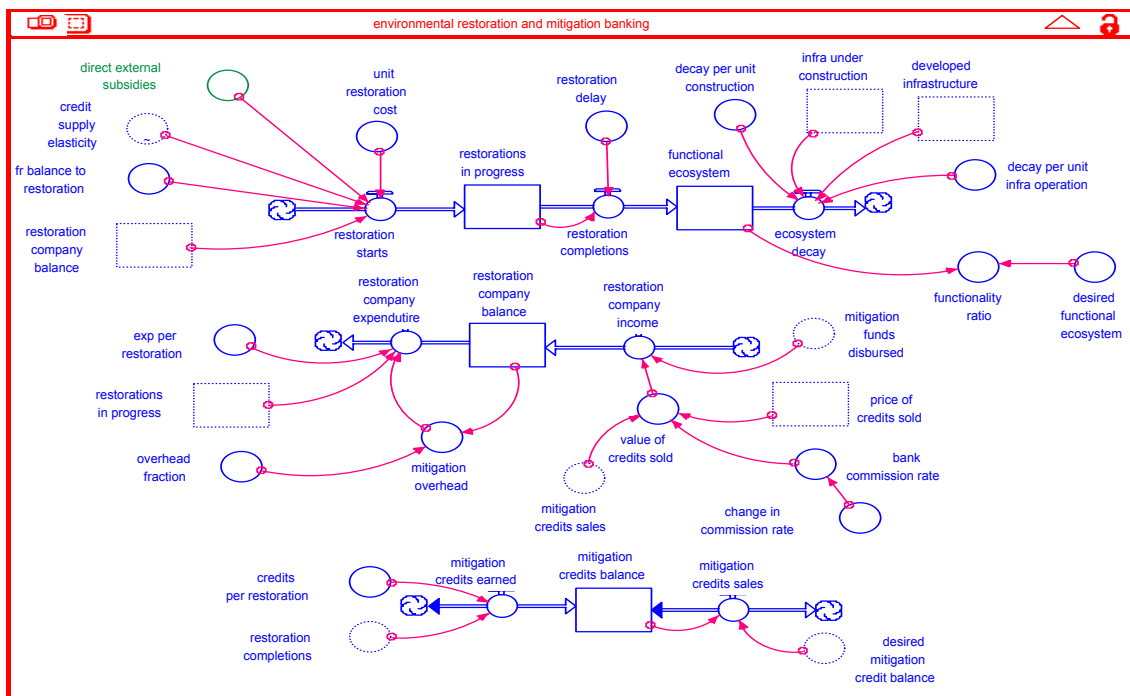 environmental restoration and mitigation banking
direct external
subsidies
unit
restoration
cost
restoration
delay
decay per unit
construction
infra under
construction
developed
infrastructure
credit
supply
elasticity
~
fr balance to
restoration
restorations
in progress
functional
ecosystem
decay per unit
infra operation
restoration
company
balance
restoration
starts
restoration
completions
ecosystem
decay
functionality
ratio
desired
functional
ecosystem
restoration
company
expendutire
restoration
company
balance
restoration
company
income
mitigation
funds
disbursed
exp per
restoration
restorations
in progress
price of
credits sold
overhead
fraction
mitigation
overhead
value of
credits sold
bank
commission rate
mitigation
credits sales
change in
commission rate
credits
per restoration
mitigation
credits earned
mitigation
credits balance
mitigation
credits sales
restoration
completions
desired
mitigation
credit balance